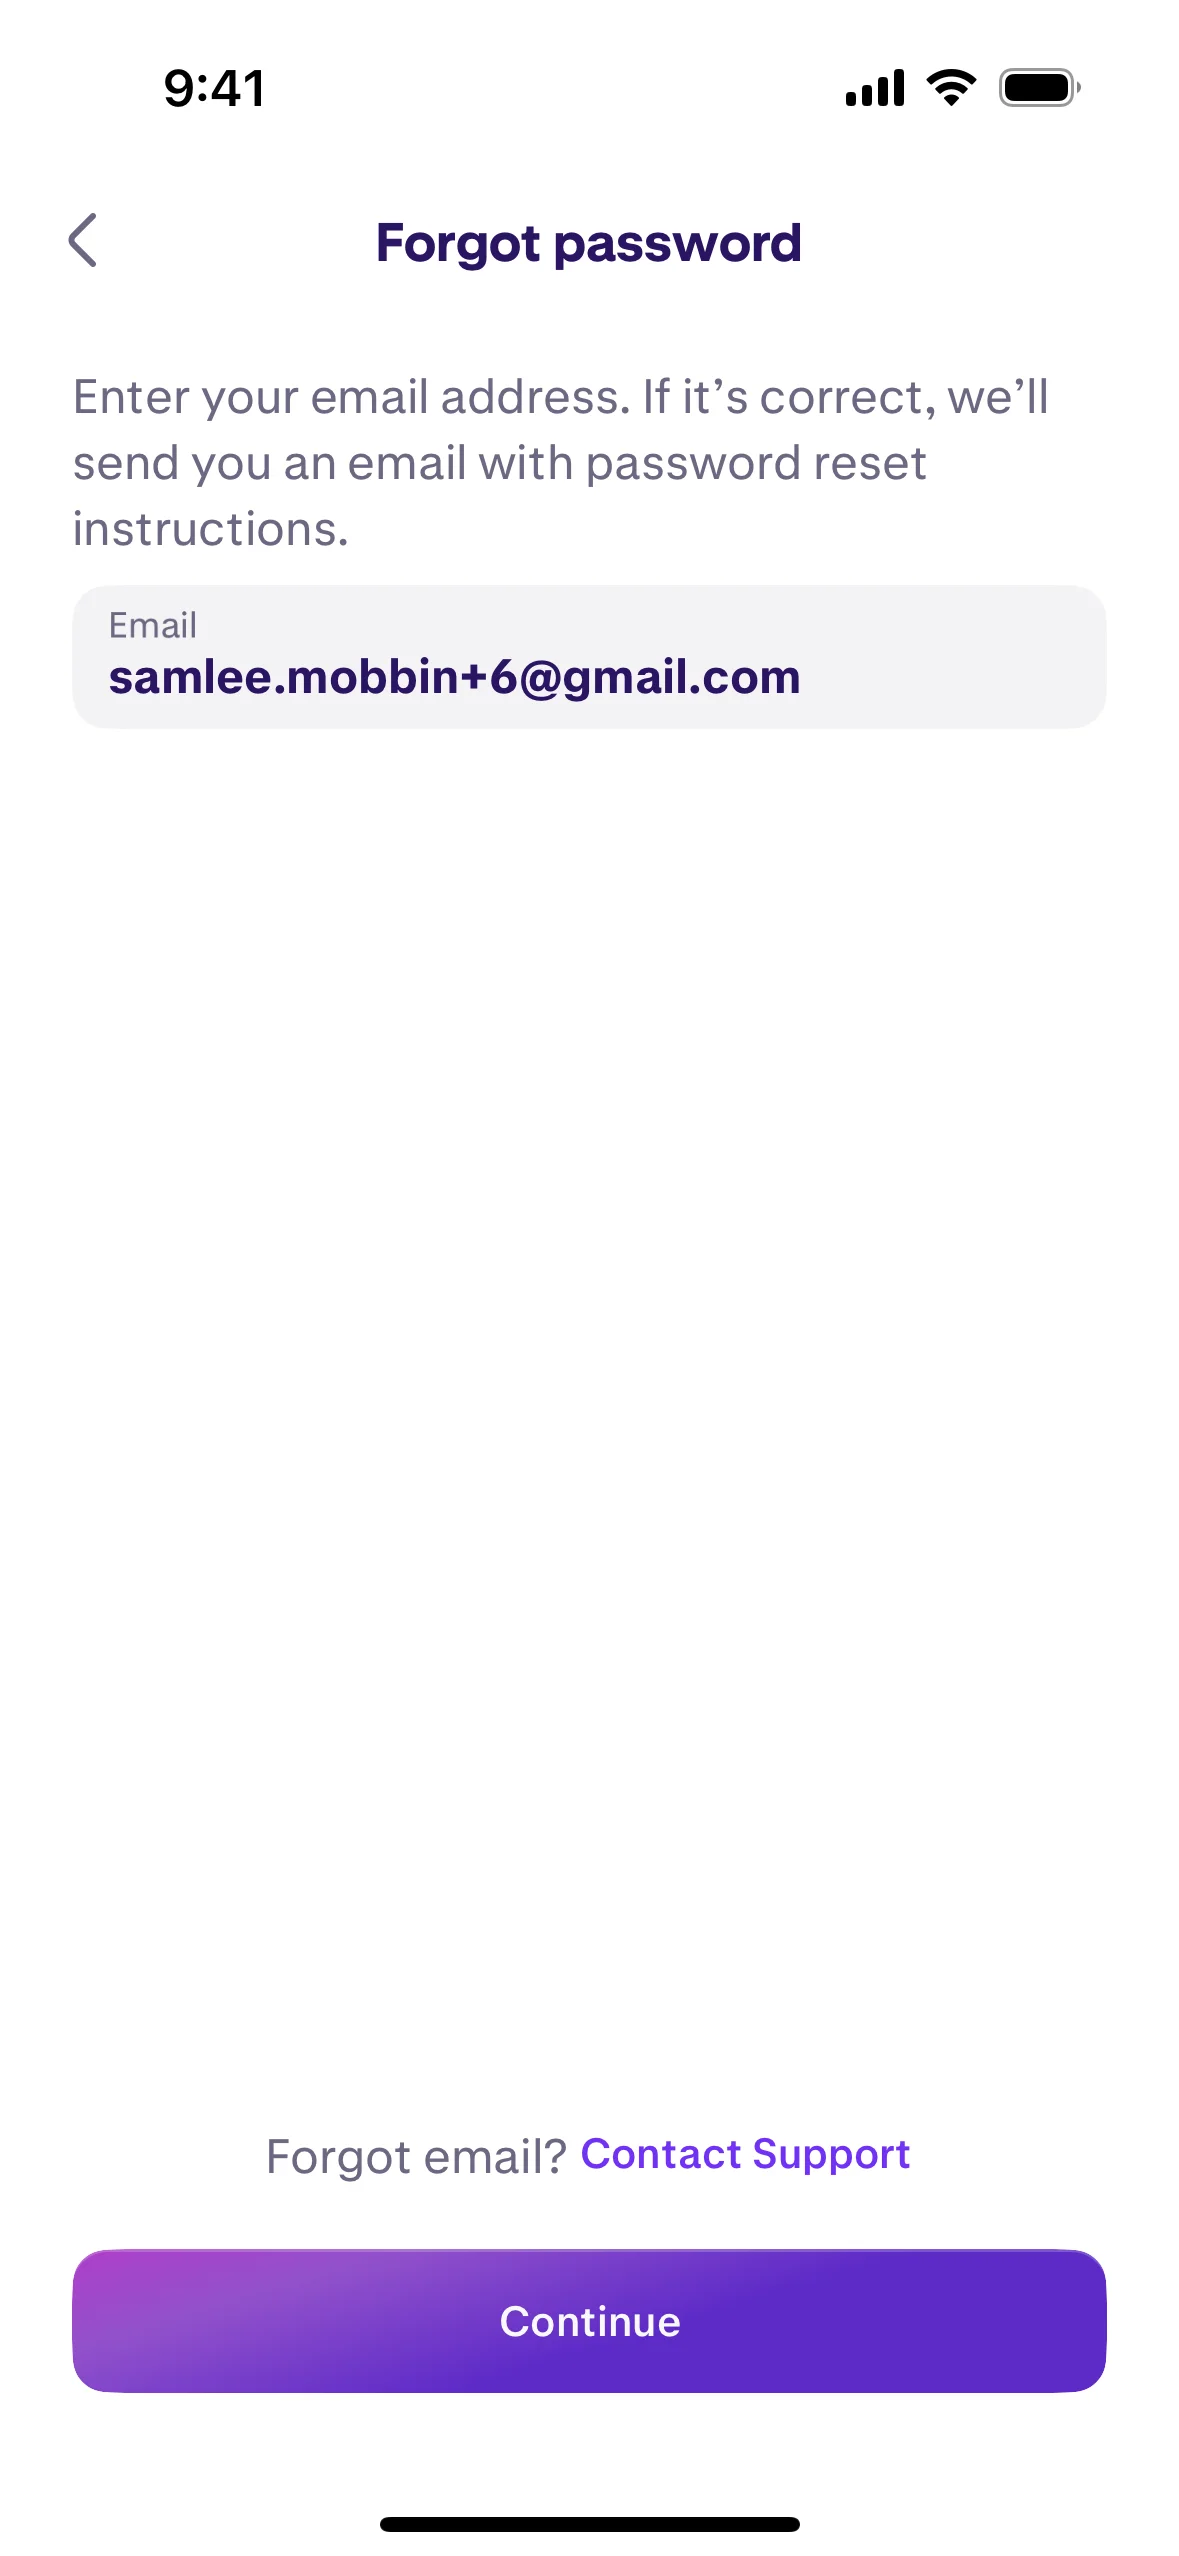 9:41
Forgot password
Enter your email address. If it’s correct, we’ll
send you an email with password reset
instructions.
Email
samlee.mobbin+6@gmail.com
Forgot email? Contact Support
Continue